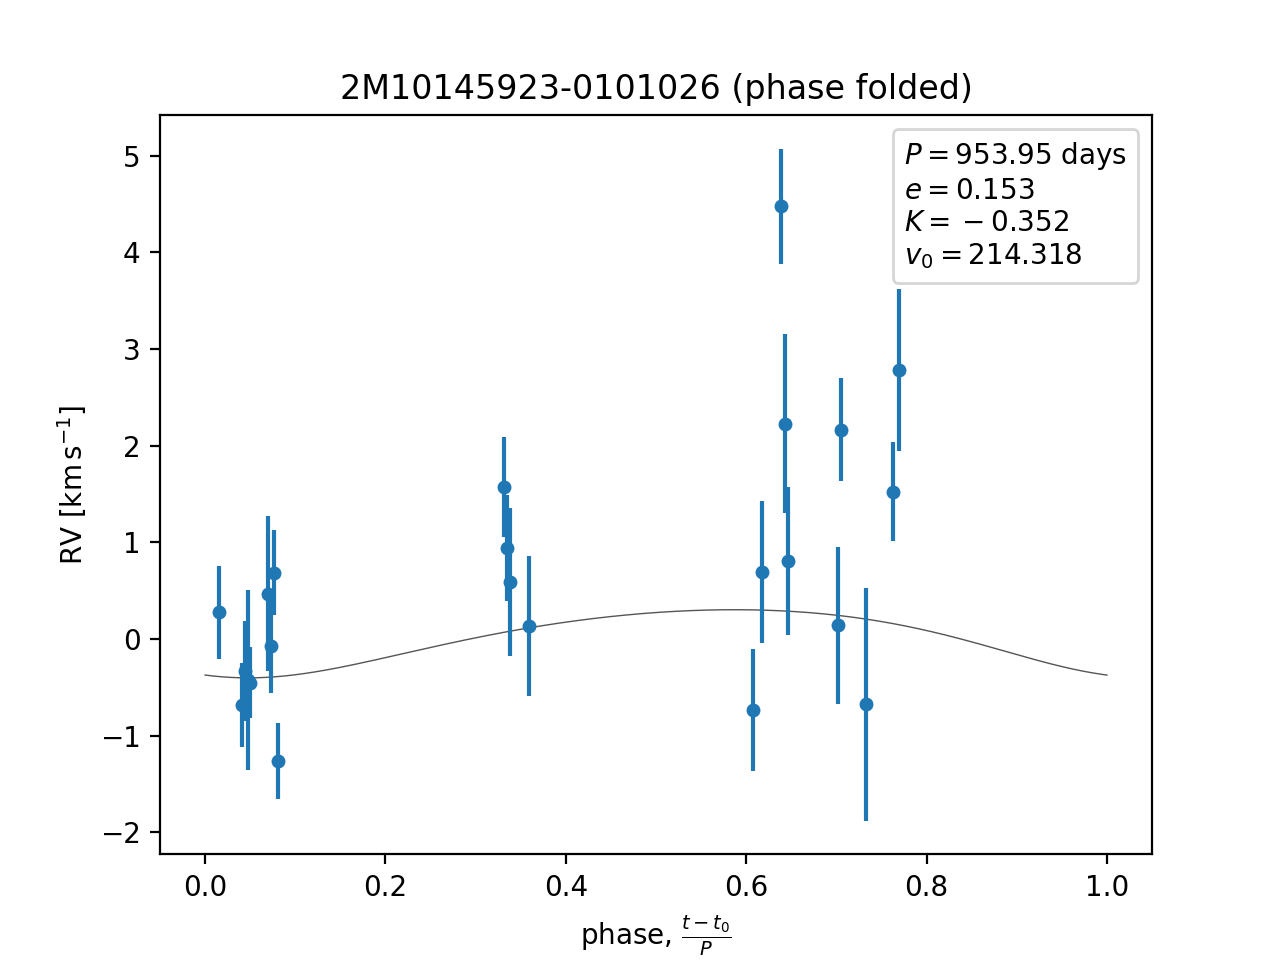 2M10145923-0101026 (phase folded)
P = 953.95 days
e = 0.153
K = −0.352
v₀ = 214.318
5
4
3
2
1
0
−1
−2
RV [km s⁻¹]
0.0 0.2 0.4 0.6 0.8 1.0
phase, (t − t₀)/P